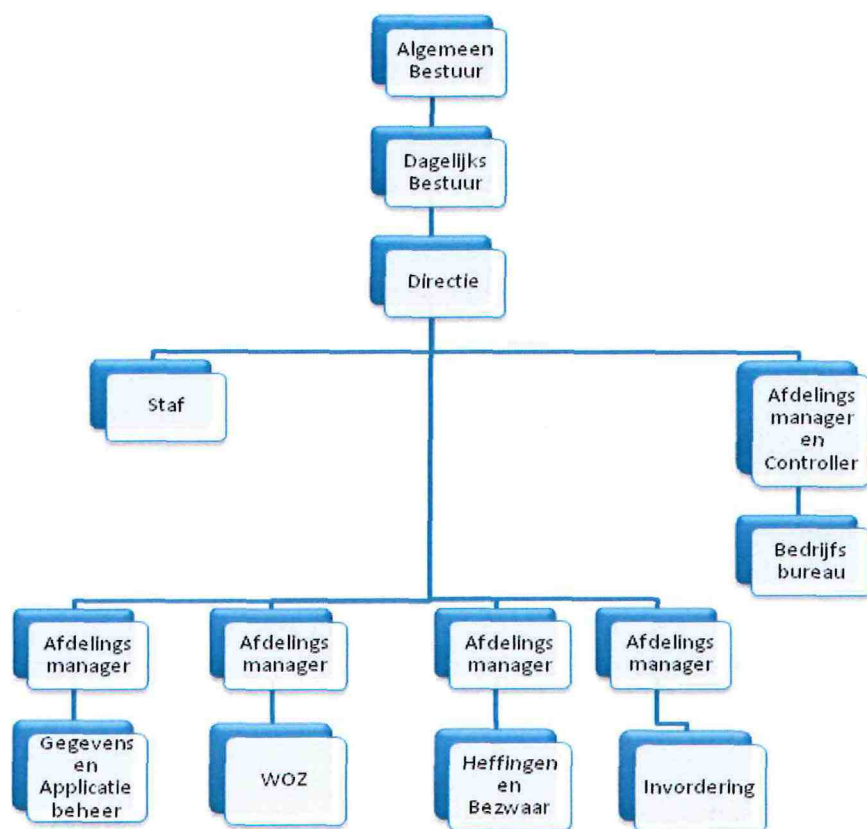 Algemeen
Bestuur
Dagelijks
Bestuur
Directie
Staf
Afdelings
manager
en
Controller
Bedrijfs
bureau
Afdelings
manager
Afdelings
manager
Afdelings
manager
Afdelings
manager
Gegevens
en
Applicatie
beheer
WOZ
Heffingen
en
Bezwaar
Invordering